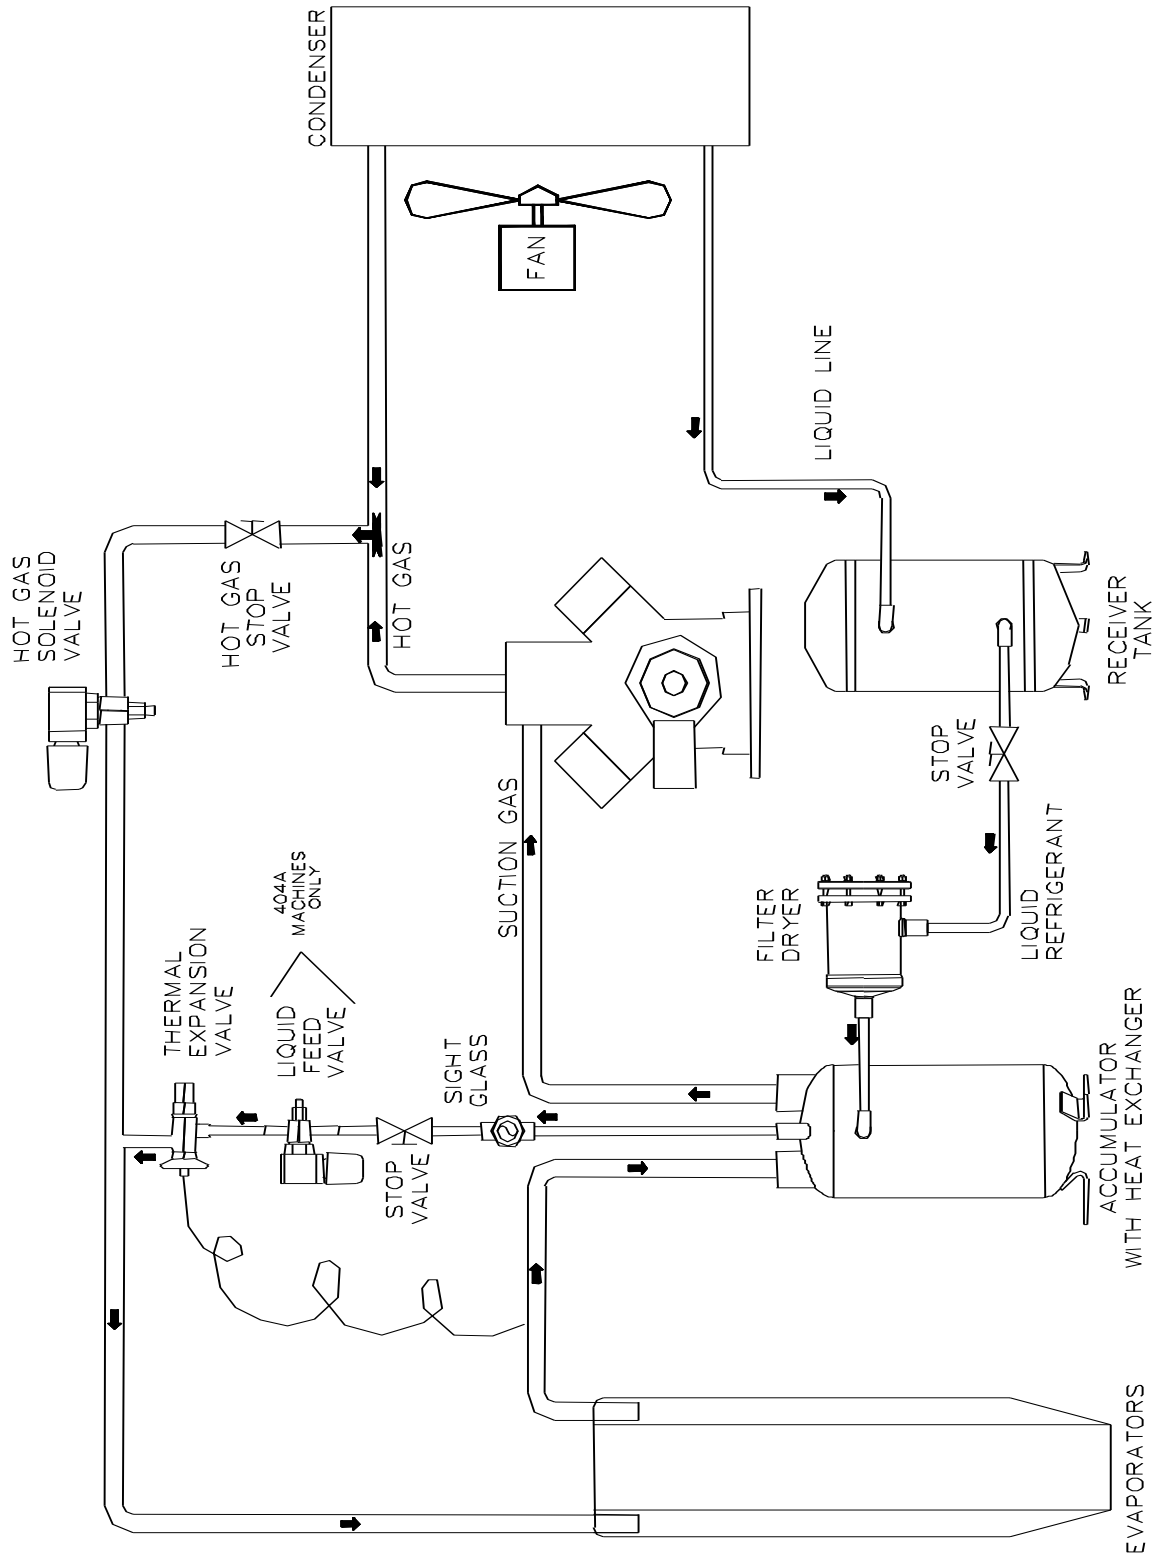 CONDENSER
FAN
LIQUID LINE
HOT GAS
SOLENOID
VALVE
HOT GAS
STOP
VALVE
HOT GAS
RECEIVER
TANK
STOP
VALVE
SUCTION GAS
404A
MACHINES
ONLY
FILTER
DRYER
LIQUID
REFRIGERANT
THERMAL
EXPANSION
VALVE
LIQUID
FEED
VALVE
SIGHT
GLASS
STOP
VALVE
ACCUMULATOR
WITH HEAT EXCHANGER
EVAPORATORS